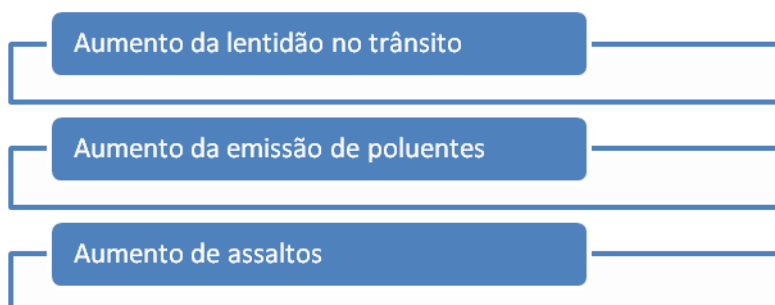 Aumento da lentidão no trânsito
Aumento da emissão de poluentes
Aumento de assaltos